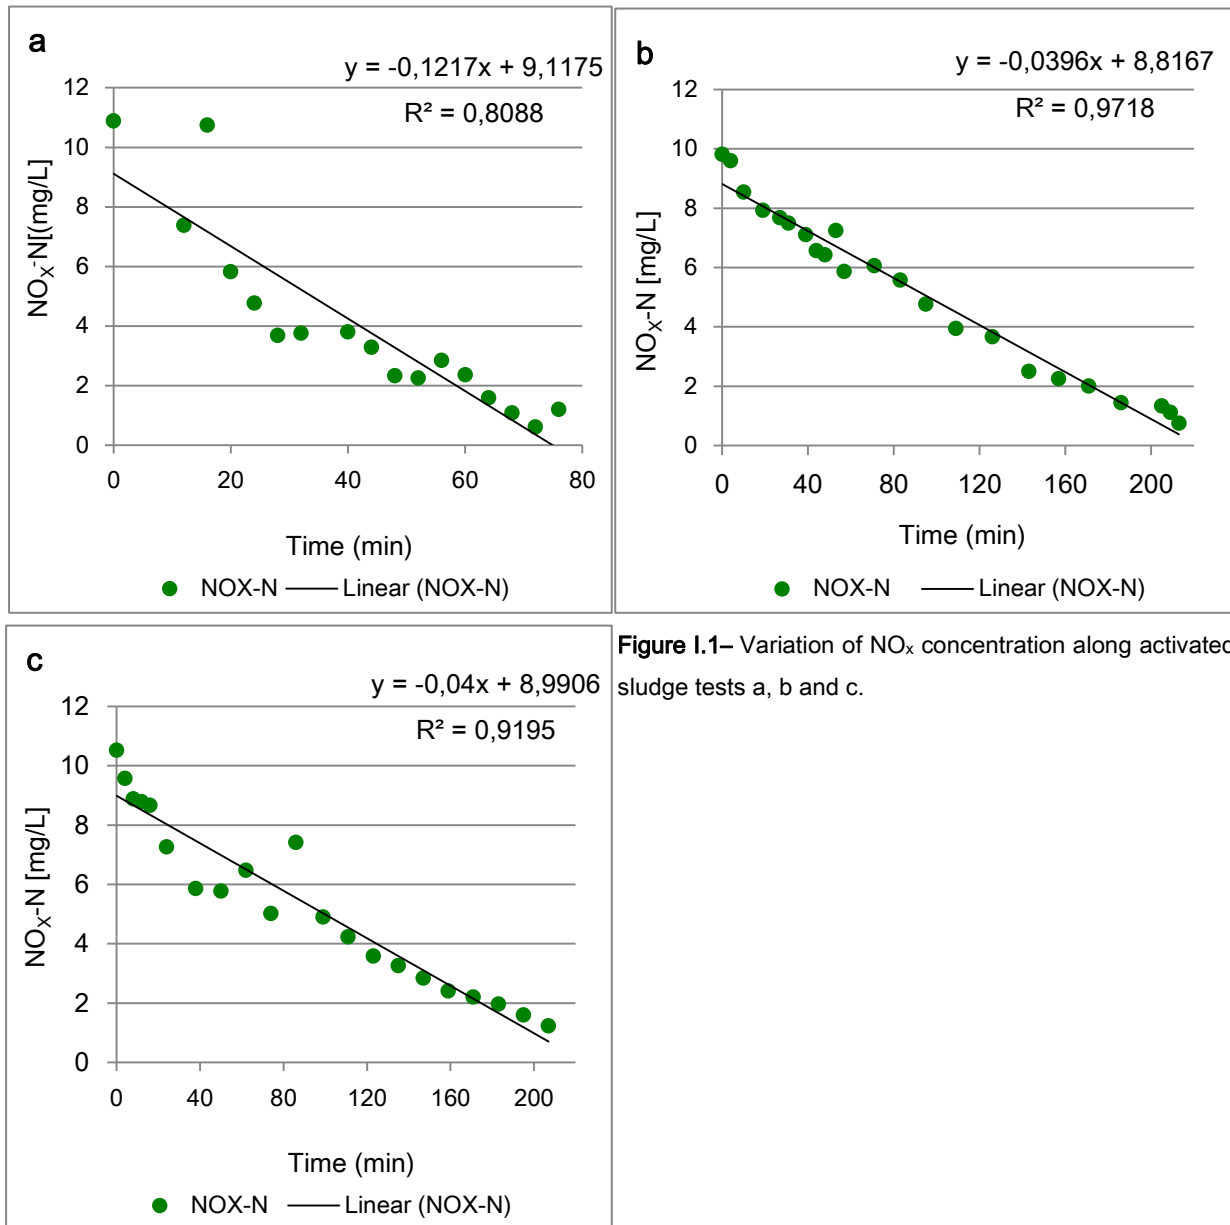 a
y = -0,1217x + 9,1175
R² = 0,8088
12
10
8
6
4
2
0
NOX-N[(mg/L]
0 20 40 60 80
Time (min)
NOX-N Linear (NOX-N)
b
y = -0,0396x + 8,8167
R² = 0,9718
12
10
8
6
4
2
0
NOX-N [mg/L]
0 40 80 120 160 200
Time (min)
NOX-N Linear (NOX-N)
c
y = -0,04x + 8,9906
R² = 0,9195
12
10
8
6
4
2
0
NOX-N [mg/L]
0 40 80 120 160 200
Time (min)
NOX-N Linear (NOX-N)
Figure I.1– Variation of NOx concentration along activated
sludge tests a, b and c.